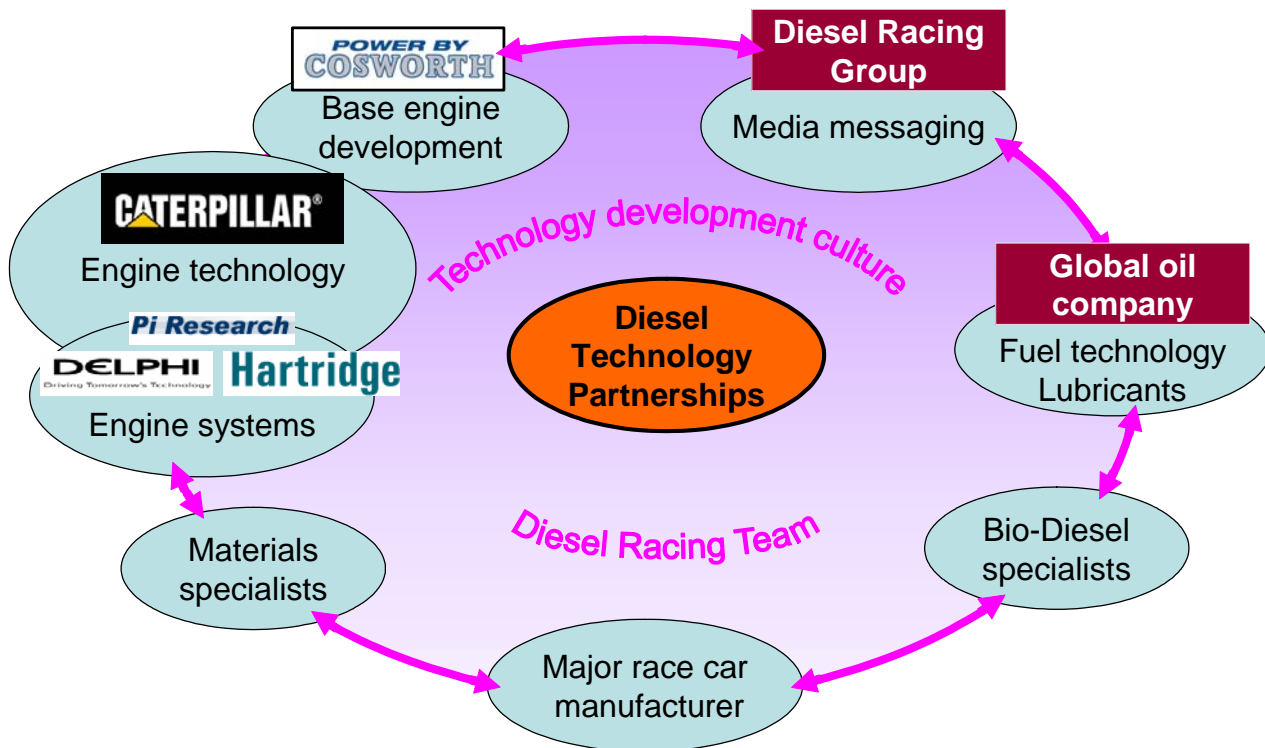 POWER BY
COSWORTH
Base engine
development
Diesel Racing
Group
Media messaging
CATERPILLAR®
Engine technology
Technology development culture
Global oil
company
Fuel technology
Lubricants
Pi Research
DELPHI
Driving Tomorrow's Technology
Hartridge
Engine systems
Diesel
Technology
Partnerships
Diesel Racing Team
Materials
specialists
Bio-Diesel
specialists
Major race car
manufacturer